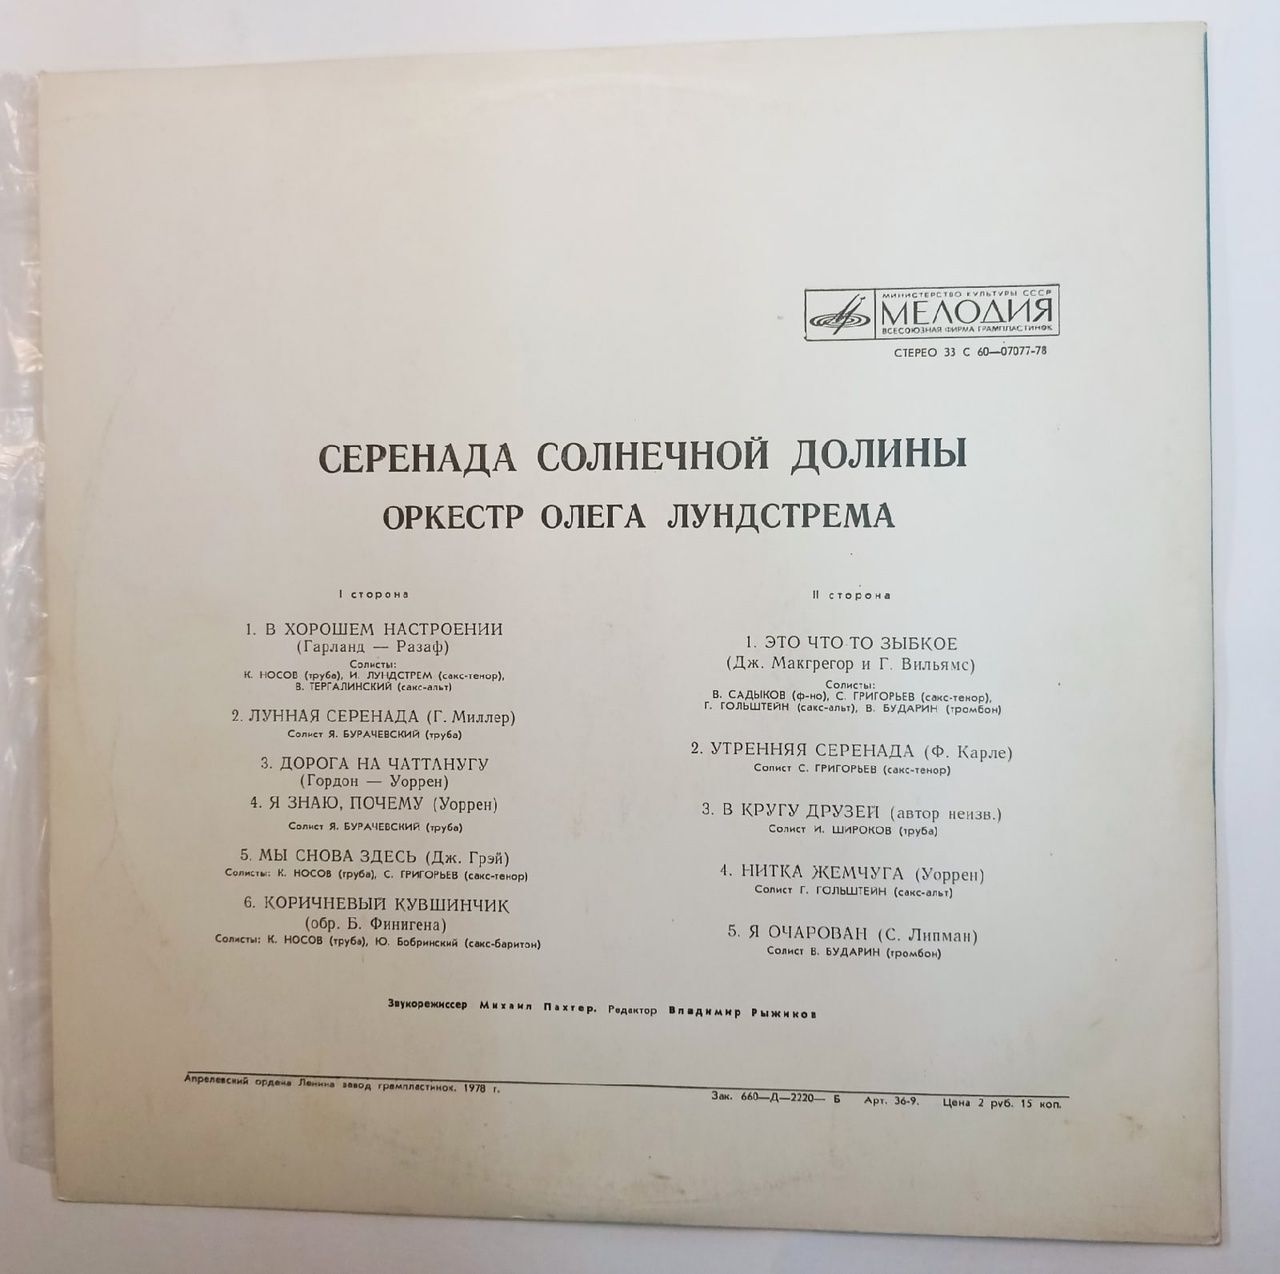 МИНИСТЕРСТВО КУЛЬТУРЫ СССР
МЕЛОДИЯ
ВСЕСОЮЗНАЯ ФИРМА ГРАМПЛАСТИНОК
СТЕРЕО 33 С 60—07077-78
СЕРЕНАДА СОЛНЕЧНОЙ ДОЛИНЫ
ОРКЕСТР ОЛЕГА ЛУНДСТРЕМА
I сторона
1. В ХОРОШЕМ НАСТРОЕНИИ
(Гарланд — Разаф)
Солисты:
К. НОСОВ (труба), И. ЛУНДСТРЕМ (сакс-тенор),
В. ТЕРГАЛИНСКИЙ (сакс-альт)
2. ЛУННАЯ СЕРЕНАДА (Г. Миллер)
Солист Я. БУРАЧЕВСКИЙ (труба)
3. ДОРОГА НА ЧАТТАНУГУ
(Гордон — Уоррен)
4. Я ЗНАЮ, ПОЧЕМУ (Уоррен)
Солист Я. БУРАЧЕВСКИЙ (труба)
5. МЫ СНОВА ЗДЕСЬ (Дж. Грэй)
Солисты: К. НОСОВ (труба), С. ГРИГОРЬЕВ (сакс-тенор)
6. КОРИЧНЕВЫЙ КУВШИНЧИК
(обр. Б. Финигена)
Солисты: К. НОСОВ (труба), Ю. Бобринский (сакс-баритон)
II сторона
1. ЭТО ЧТО-ТО ЗЫБКОЕ
(Дж. Макгрегор и Г. Вильямс)
Солисты:
В. САДЫКОВ (ф-но), С. ГРИГОРЬЕВ (сакс-тенор),
Г. ГОЛЬШТЕЙН (сакс-альт), В. БУДАРИН (тромбон)
2. УТРЕННЯЯ СЕРЕНАДА (Ф. Карле)
Солист С. ГРИГОРЬЕВ (сакс-тенор)
3. В КРУГУ ДРУЗЕЙ (автор неизв.)
Солист И. ШИРОКОВ (труба)
4. НИТКА ЖЕМЧУГА (Уоррен)
Солист Г. ГОЛЬШТЕЙН (сакс-альт)
5. Я ОЧАРОВАН (С. Липман)
Солист В. БУДАРИН (тромбон)
Звукорежиссер Михаил Пахтер. Редактор Владимир Рыжиков
Апрелевский ордена Ленина завод грампластинок. 1978 г.
Зак. 660—Д—2220— Б Арт. 36-9. Цена 2 руб. 15 коп.